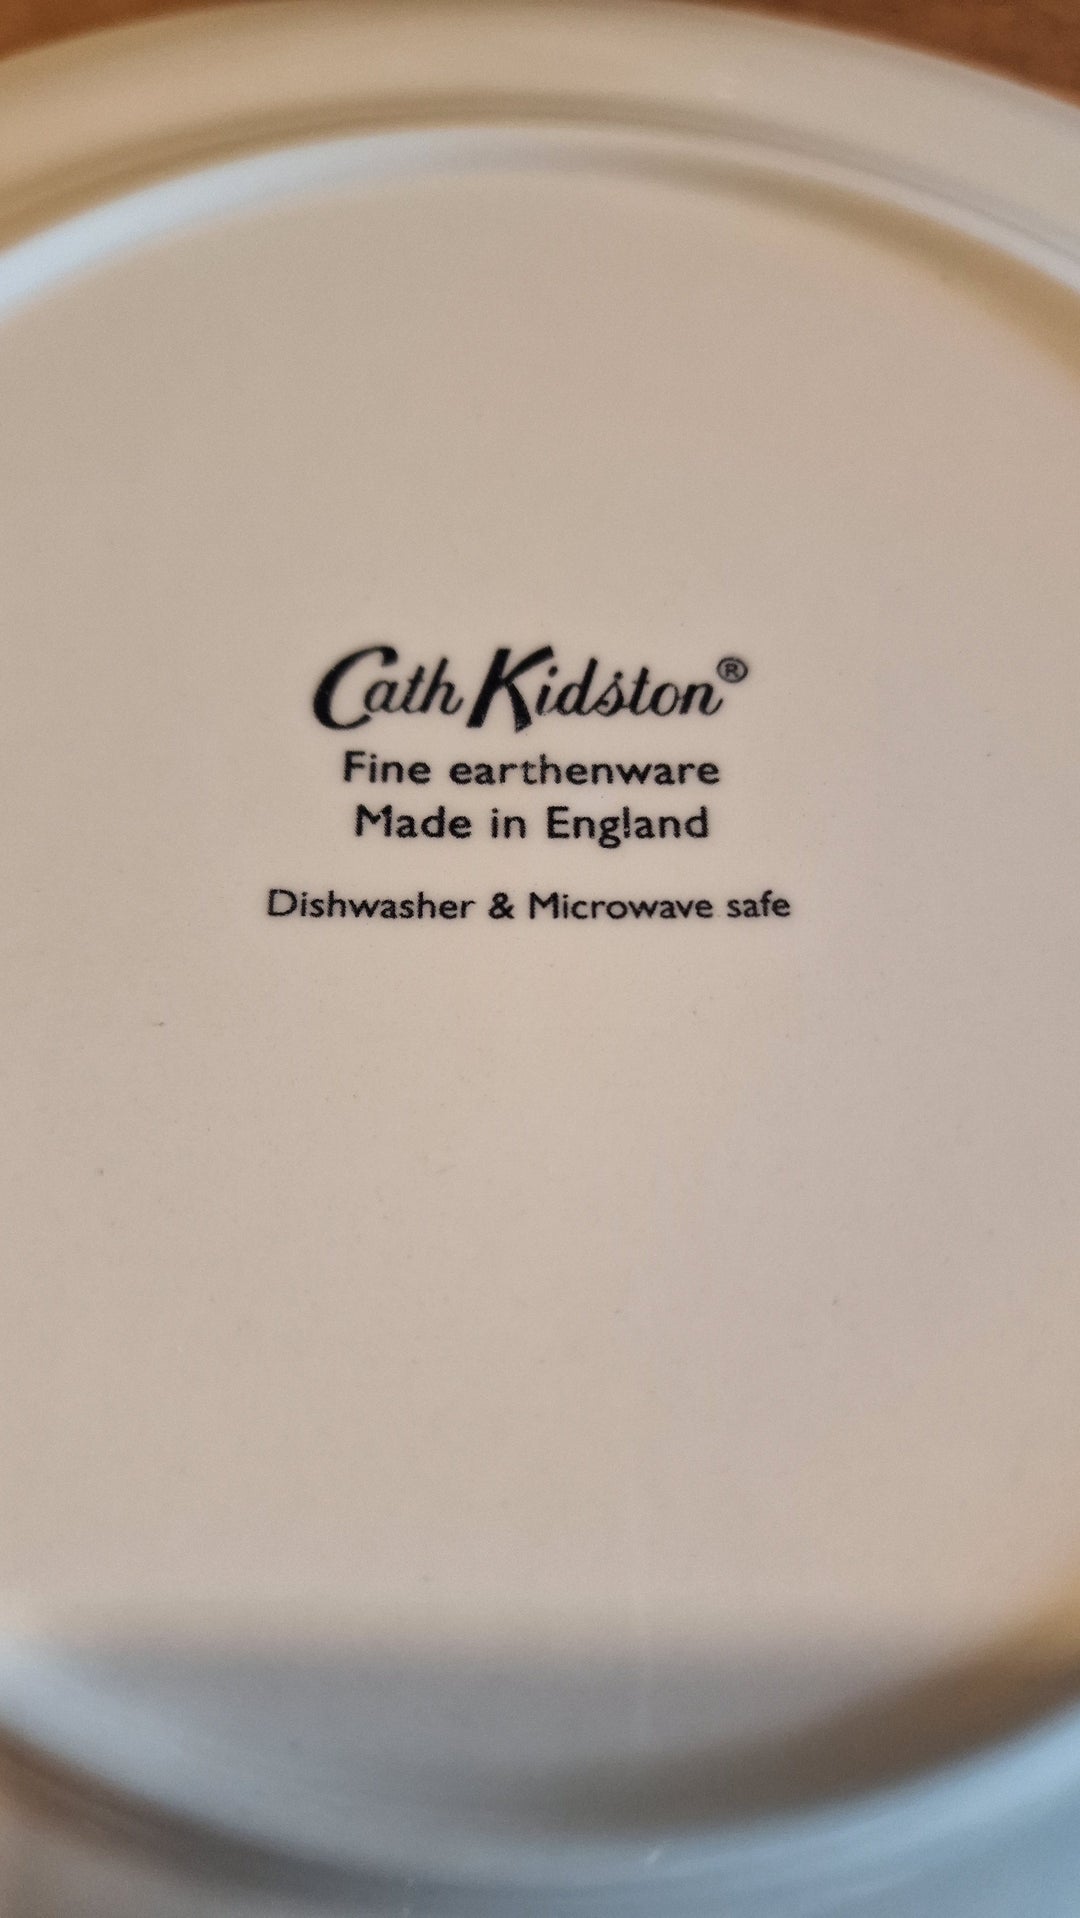 Cath Kidston®
Fine earthenware
Made in England
Dishwasher & Microwave safe